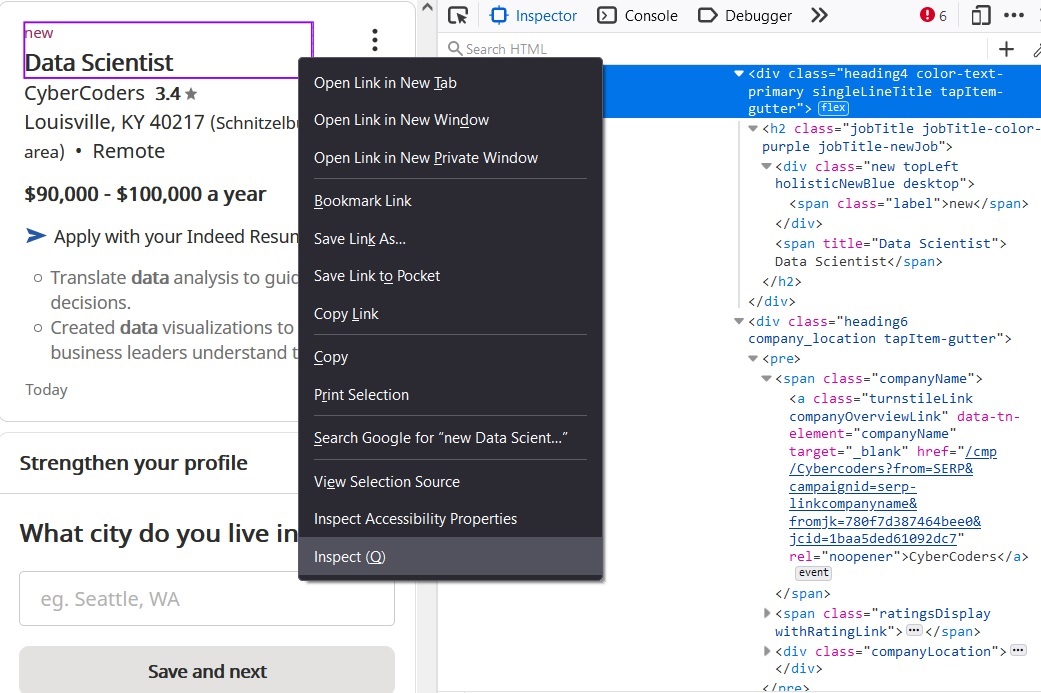 new
Data Scientist
CyberCoders 3.4
Louisville, KY 40217 (Schnitzelb
area) • Remote
$90,000 - $100,000 a year
Apply with your Indeed Resu
Translate data analysis to gui
decisions.
Created data visualizations to
business leaders understand t
Today
Strengthen your profile
What city do you live in
eg. Seattle, WA
Save and next
Open Link in New Tab
Open Link in New Window
Open Link in New Private Window
Bookmark Link
Save Link As...
Save Link to Pocket
Copy Link
Copy
Print Selection
Search Google for “new Data Scient...”
View Selection Source
Inspect Accessibility Properties
Inspect (Q)
Inspector
Console
Debugger
6
Search HTML
<div class="heading4 color-text-
primary singleLineTitle tapItem-
gutter"> flex
<h2 class="jobTitle jobTitle-color-
purple jobTitle-newJob">
<div class="new topLeft
holisticNewBlue desktop">
<span class="label">new</span>
</div>
<span title="Data Scientist">
Data Scientist</span>
</h2>
</div>
<div class="heading6
company_location tapItem-gutter">
<pre>
<span class="companyName">
<a class="turnstileLink
companyOverviewLink" data-tn-
element="companyName"
target="_blank" href="/cmp
/Cybercoders?from=SERP&
campaignid=serp-
linkcompanyname&
fromjk=780f7d387464bee0&
jcid=1baa5ded61092dc7"
rel="noopener">CyberCoders</a>
event
</span>
<span class="ratingsDisplay
withRatingLink"> ••• </span>
<div class="companyLocation"> •••
</div>
</pre>